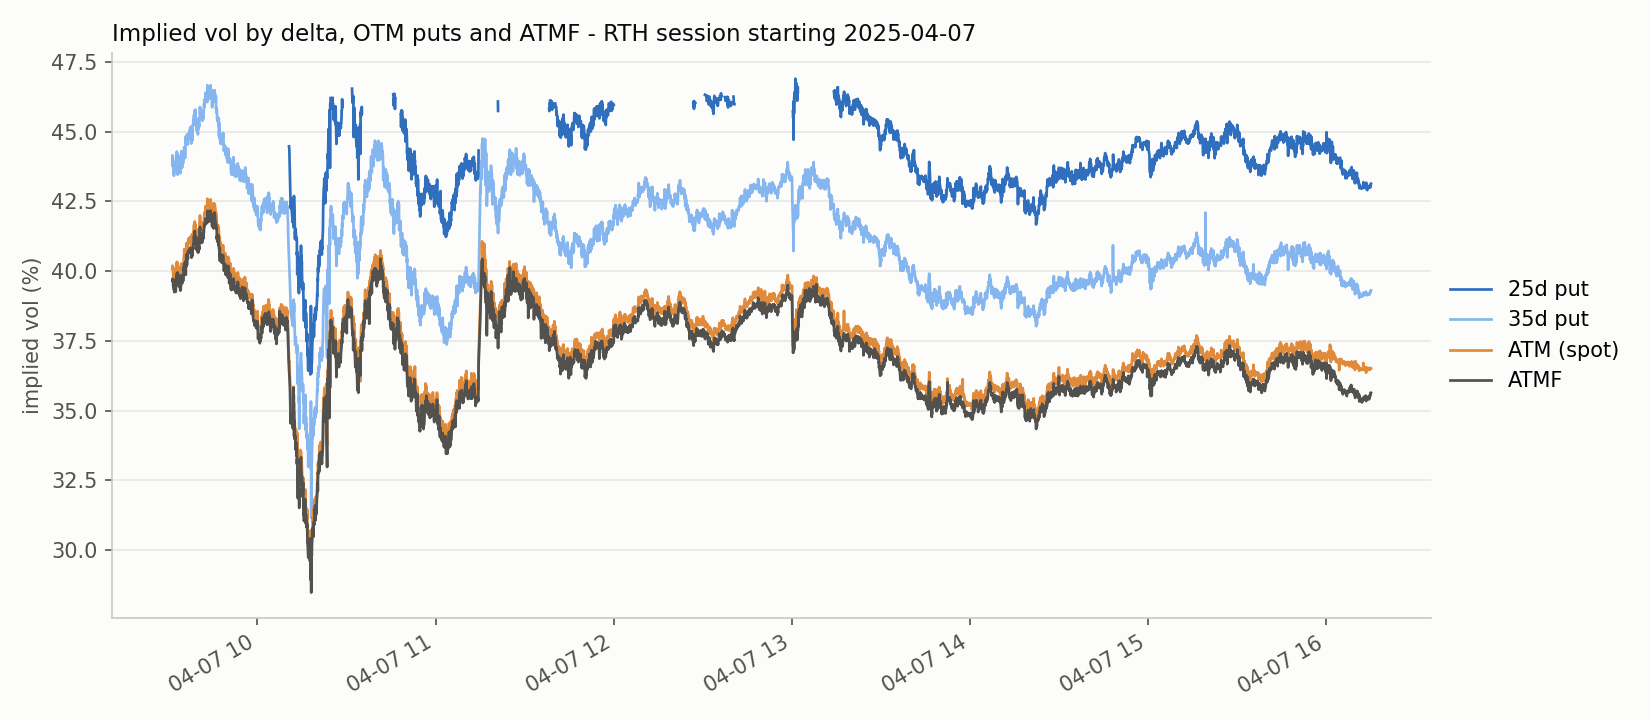 Implied vol by delta, OTM puts and ATMF - RTH session starting 2025-04-07
47.5
45.0
42.5
40.0
37.5
35.0
32.5
30.0
implied vol (%)
04-07 10
04-07 11
04-07 12
04-07 13
04-07 14
04-07 15
04-07 16
25d put
35d put
ATM (spot)
ATMF